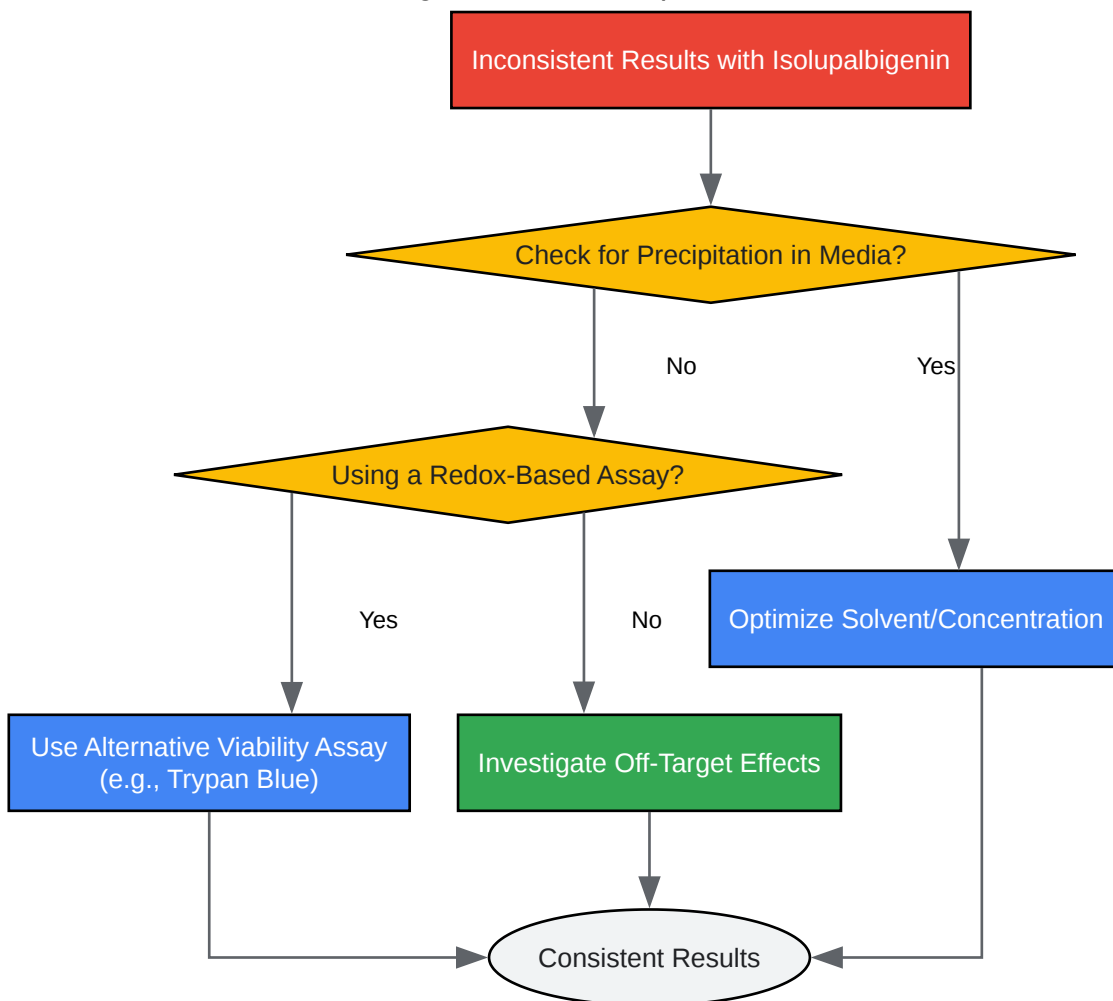 Inconsistent Results with Isolupalbigenin
Check for Precipitation in Media?
No
Yes
Using a Redox-Based Assay?
Yes
No
Optimize Solvent/Concentration
Use Alternative Viability Assay
(e.g., Trypan Blue)
Investigate Off-Target Effects
Consistent Results